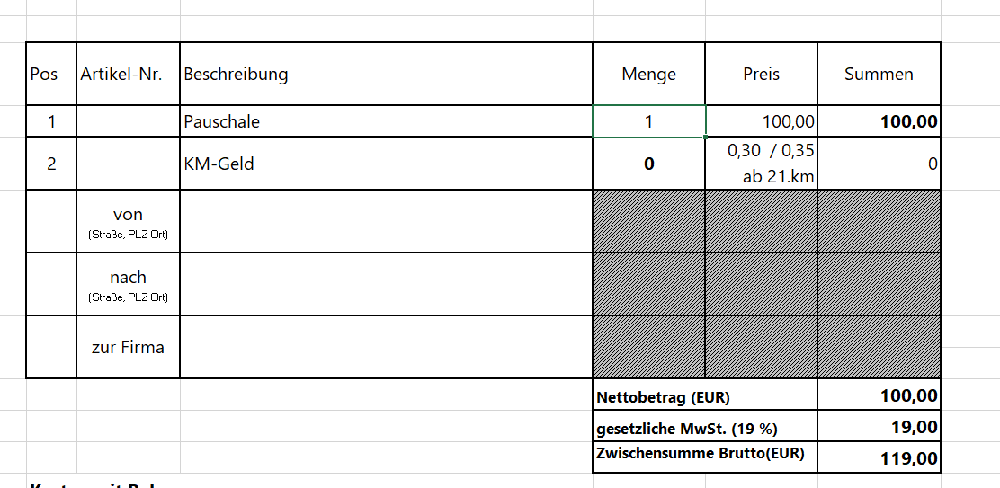 Pos Artikel-Nr. Beschreibung Menge Preis Summen
1 Pauschale 1 100,00 100,00
2 KM-Geld 0 0,30 / 0,35 0
ab 21.km
von
(Straße, PLZ Ort)
nach
(Straße, PLZ Ort)
zur Firma
Nettobetrag (EUR) 100,00
gesetzliche MwSt. (19 %) 19,00
Zwischensumme Brutto(EUR) 119,00